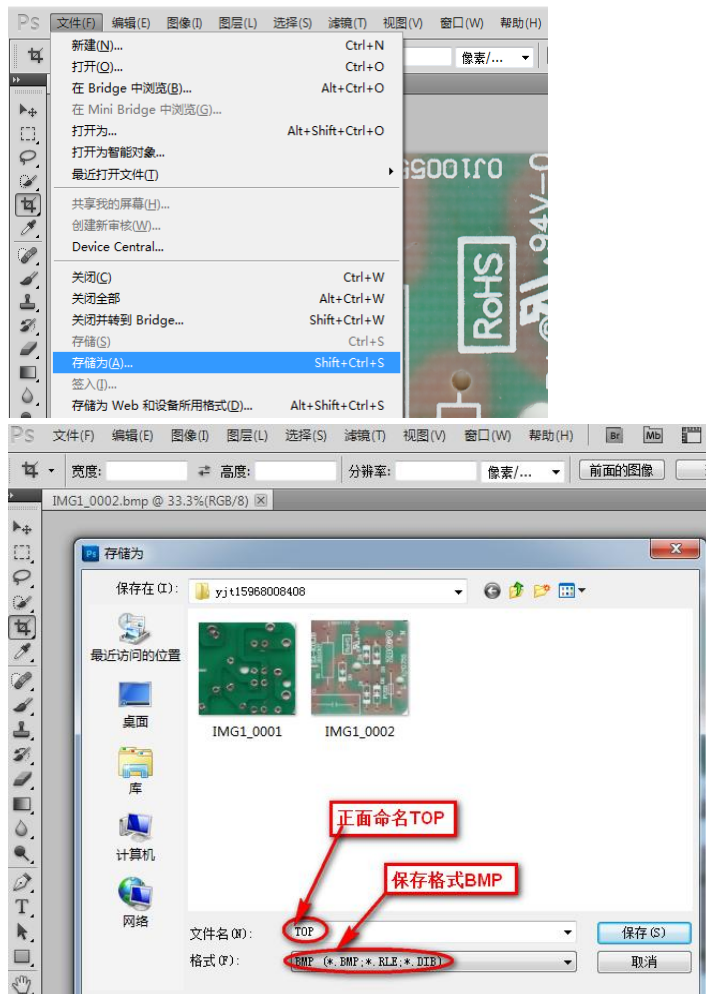 Ps 文件(F) 编辑(E) 图像(I) 图层(L) 选择(S) 滤镜(T) 视图(V) 窗口(W) 帮助(H)
新建(N)... Ctrl+N
像素/...
打开(O)... Ctrl+O
在 Bridge 中浏览(B)... Alt+Ctrl+O
在 Mini Bridge 中浏览(G)...
打开为... Alt+Shift+Ctrl+O
打开为智能对象...
最近打开文件(T)
共享我的屏幕(H)...
创建新审核(W)...
Device Central...
关闭(C) Ctrl+W
关闭全部 Alt+Ctrl+W
关闭并转到 Bridge... Shift+Ctrl+W
存储(S) Ctrl+S
存储为(A)... Shift+Ctrl+S
签入(I)...
存储为 Web 和设备所用格式(D)... Alt+Shift+Ctrl+S
94V-0
RoHS
Ps 文件(F) 编辑(E) 图像(I) 图层(L) 选择(S) 滤镜(T) 视图(V) 窗口(W) 帮助(H) Br Mb
宽度: 高度: 分辨率: 像素/... 前面的图像
IMG1_0002.bmp @ 33.3%(RGB/8)
Ps 存储为
保存在(I): yjt15968008408
最近访问的位置
桌面
库
计算机
网络
IMG1_0001 IMG1_0002
正面命名TOP
保存格式BMP
文件名(N): TOP 保存(S)
格式(F): BMP (*.BMP;*.RLE;*.DIB) 取消